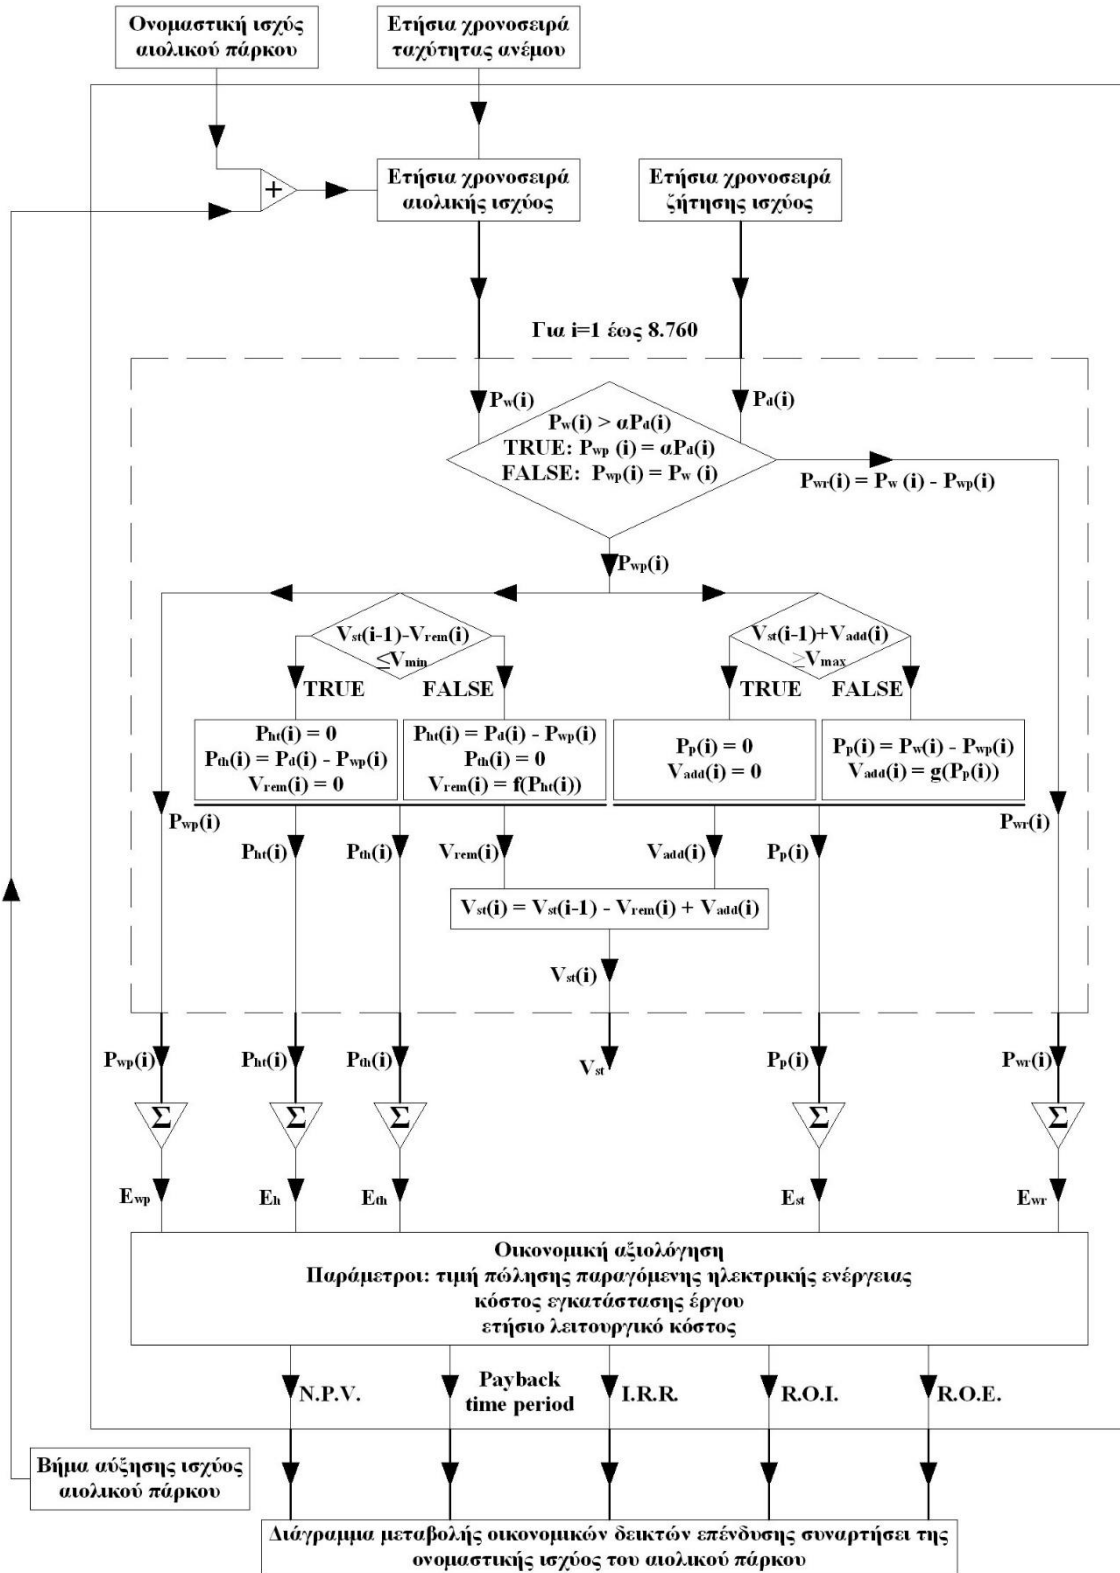 Ονομαστική ισχύς
αιολικού πάρκου
Ετήσια χρονοσειρά
ταχύτητας ανέμου
+
Ετήσια χρονοσειρά
αιολικής ισχύος
Ετήσια χρονοσειρά
ζήτησης ισχύος
Για i=1 έως 8.760
Pw(i)
Pd(i)
Pw(i) > αPd(i)
TRUE: Pwp (i) = αPd(i)
FALSE: Pwp(i) = Pw (i)
Pwr(i) = Pw (i) - Pwp(i)
Pwp(i)
Vst(i-1)-Vrem(i)
≤Vmin
TRUE
FALSE
Vst(i-1)+Vadd(i)
≥Vmax
TRUE
FALSE
Pht(i) = 0
Pth(i) = Pd(i) - Pwp(i)
Vrem(i) = 0
Pht(i) = Pd(i) - Pwp(i)
Pth(i) = 0
Vrem(i) = f(Pht(i))
Pp(i) = 0
Vadd(i) = 0
Pp(i) = Pw(i) - Pwp(i)
Vadd(i) = g(Pp(i))
Pwp(i)
Pht(i)
Pth(i)
Vrem(i)
Vadd(i)
Pp(i)
Pwr(i)
Vst(i) = Vst(i-1) - Vrem(i) + Vadd(i)
Vst(i)
Pwp(i)
Pht(i)
Pth(i)
Vst
Pp(i)
Pwr(i)
Σ
Σ
Σ
Σ
Σ
Ewp
Eh
Eth
Est
Ewr
Οικονομική αξιολόγηση
Παράμετροι: τιμή πώλησης παραγόμενης ηλεκτρικής ενέργειας
κόστος εγκατάστασης έργου
ετήσιο λειτουργικό κόστος
N.P.V.
Payback
time period
I.R.R.
R.O.I.
R.O.E.
Βήμα αύξησης ισχύος
αιολικού πάρκου
Διάγραμμα μεταβολής οικονομικών δεικτών επένδυσης συναρτήσει της
ονομαστικής ισχύος του αιολικού πάρκου